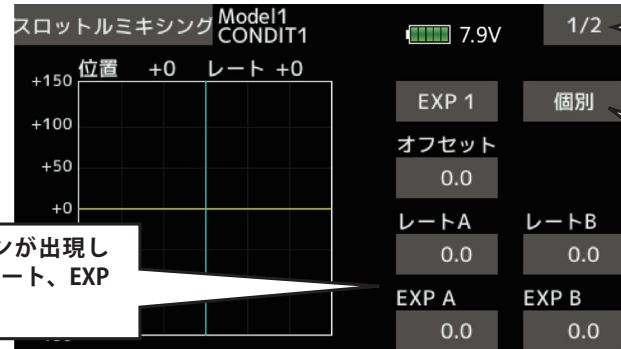 スロットルミキシング Model1 7.9V 1/2
CONDIT1
位置 +0 レート +0
+150
+100
+50
+0
EXP 1 個別
オフセット
0.0
レートA レートB
0.0 0.0
EXP A EXP B
0.0 0.0
ンが出現し
ート、EXP